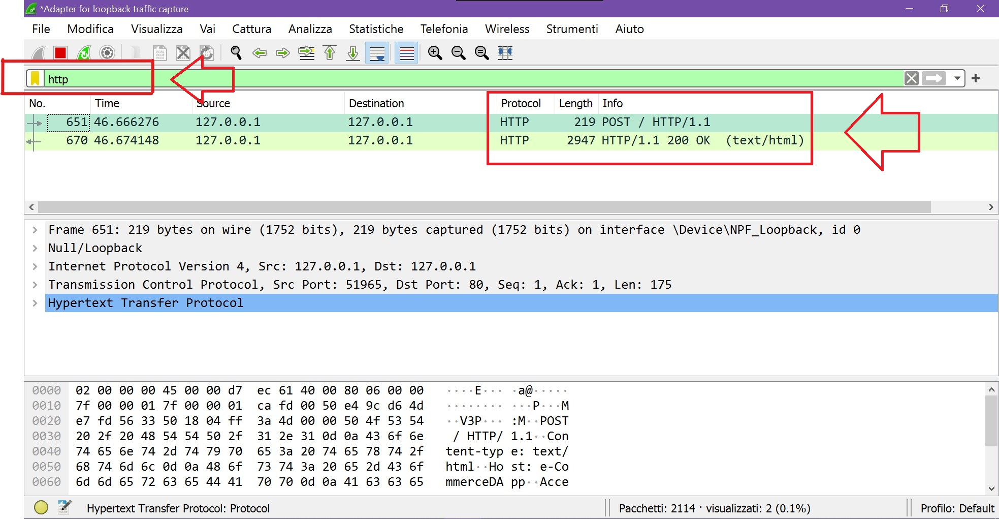 *Adapter for loopback traffic capture
File Modifica Visualizza Vai Cattura Analizza Statistiche Telefonia Wireless Strumenti Aiuto
http
No. Time Source Destination Protocol Length Info
651 46.666276 127.0.0.1 127.0.0.1 HTTP 219 POST / HTTP/1.1
670 46.674148 127.0.0.1 127.0.0.1 HTTP 2947 HTTP/1.1 200 OK (text/html)
Frame 651: 219 bytes on wire (1752 bits), 219 bytes captured (1752 bits) on interface \Device\NPF_Loopback, id 0
Null/Loopback
Internet Protocol Version 4, Src: 127.0.0.1, Dst: 127.0.0.1
Transmission Control Protocol, Src Port: 51965, Dst Port: 80, Seq: 1, Ack: 1, Len: 175
Hypertext Transfer Protocol
0000 02 00 00 00 45 00 00 d7 ec 61 40 00 80 06 00 00 ····E··· ·a@·····
0010 7f 00 00 01 7f 00 00 01 ca fd 00 50 e4 9c d6 4d ········ ···P···M
0020 e7 fd 56 33 50 18 04 ff 3a 4d 00 00 50 4f 53 54 ··V3P··· :M··POST
0030 20 2f 20 48 54 54 50 2f 31 2e 31 0d 0a 43 6f 6e / HTTP/ 1.1··Con
0040 74 65 6e 74 2d 74 79 70 65 3a 20 74 65 78 74 2f tent-typ e: text/
0050 68 74 6d 6c 0d 0a 48 6f 73 74 3a 20 65 2d 43 6f html··Ho st: e-Co
0060 6d 6d 65 72 63 65 44 41 70 70 0d 0a 41 63 63 65 mmerceDA pp··Acce
Hypertext Transfer Protocol: Protocol Pacchetti: 2114 · visualizzati: 2 (0.1%) Profilo: Default